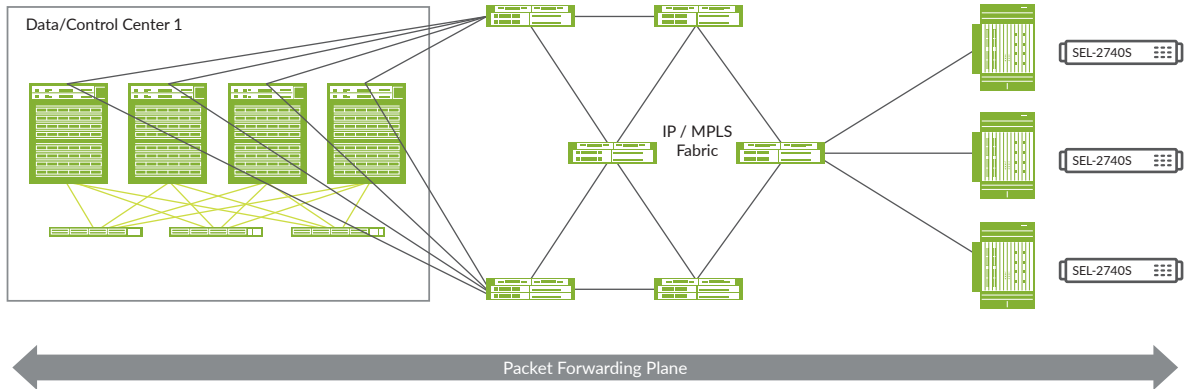 Data/Control Center 1
IP / MPLS
Fabric
SEL-2740S
SEL-2740S
SEL-2740S
Packet Forwarding Plane